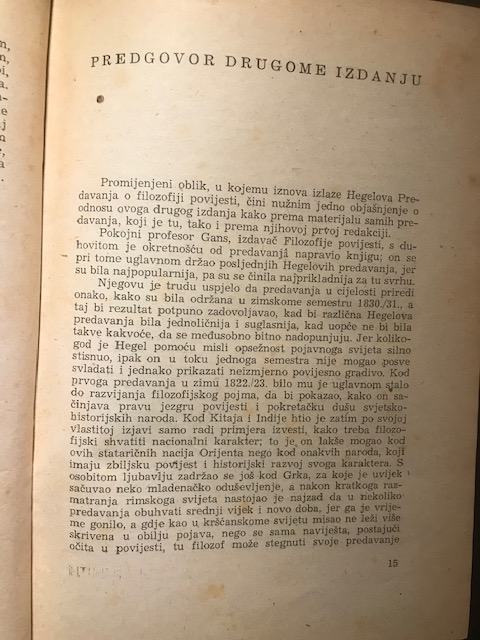 PREDGOVOR DRUGOME IZDANJU
Promijenjeni oblik, u kojemu iznova izlaze Hegelova Pre-
davanja o filozofiji povijesti, čini nužnim jedno objašnjenje o
odnosu ovoga drugog izdanja kako prema materijalu samih pre-
davanja, koji je tu, tako i prema njihovoj prvoj redakciji.
Pokojni profesor Gans, izdavač Filozofije povijesti, s du-
hovitom je okretnošću od predavanja napravio knjigu; on se
pri tome uglavnom držao posljednjih Hegelovih predavanja, jer
su bila najpopularnija, pa su se činila najprikladnija za tu svrhu.
Njegovu je trudu uspjelo da predavanja u cijelosti priredi
onako, kako su bila održana u zimskome semestru 1830./31., a
taj bi rezultat potpuno zadovoljavao, kad bi različna Hegelova
predavanja bila jednoličnija i suglasnija, kad uopće ne bi bila
takve kakvoće, da se međusobno bitno nadopunjuju. Jer koliko-
god je Hegel pomoću misli opsežnost pojavnoga svijeta silno
stisnuo, ipak on u toku jednoga semestra nije mogao posve
svladati i jednako prikazati neizmjerno povijesno gradivo. Kod
prvoga predavanja u zimu 1822./23. bilo mu je uglavnom stalo
do razvijanja filozofijskog pojma, da bi pokazao, kako on sa-
činjava pravu jezgru povijesti i pokretačku dušu svjetsko-
historijskih naroda. Kod Kitaja i Indije htio je zatim po svojoj
vlastitoj izjavi samo radi primjera izvesti, kako treba filozo-
fijski shvatiti nacionalni karakter; to je on lakše mogao kod
ovih stataričnih nacija Orijenta nego kod onakvih naroda, koji
imaju zbiljsku povijest i historijski razvoj svoga karaktera. S
osobitom ljubavlju zadržao se još kod Grka, za koje je uvijek
sačuvao neko mladenačko oduševljenje, a nakon kratkoga raz-
matranja rimskoga svijeta nastojao je najzad da u nekoliko
predavanja obuhvati srednji vijek i novo doba, jer ga je vrije-
me gonilo, a gdje kao u kršćanskome svijetu misao ne leži više
skrivena u obilju pojava, nego se sama naviješta, postajući
očita u povijesti, tu filozof može stegnuti svoje predavanje
15